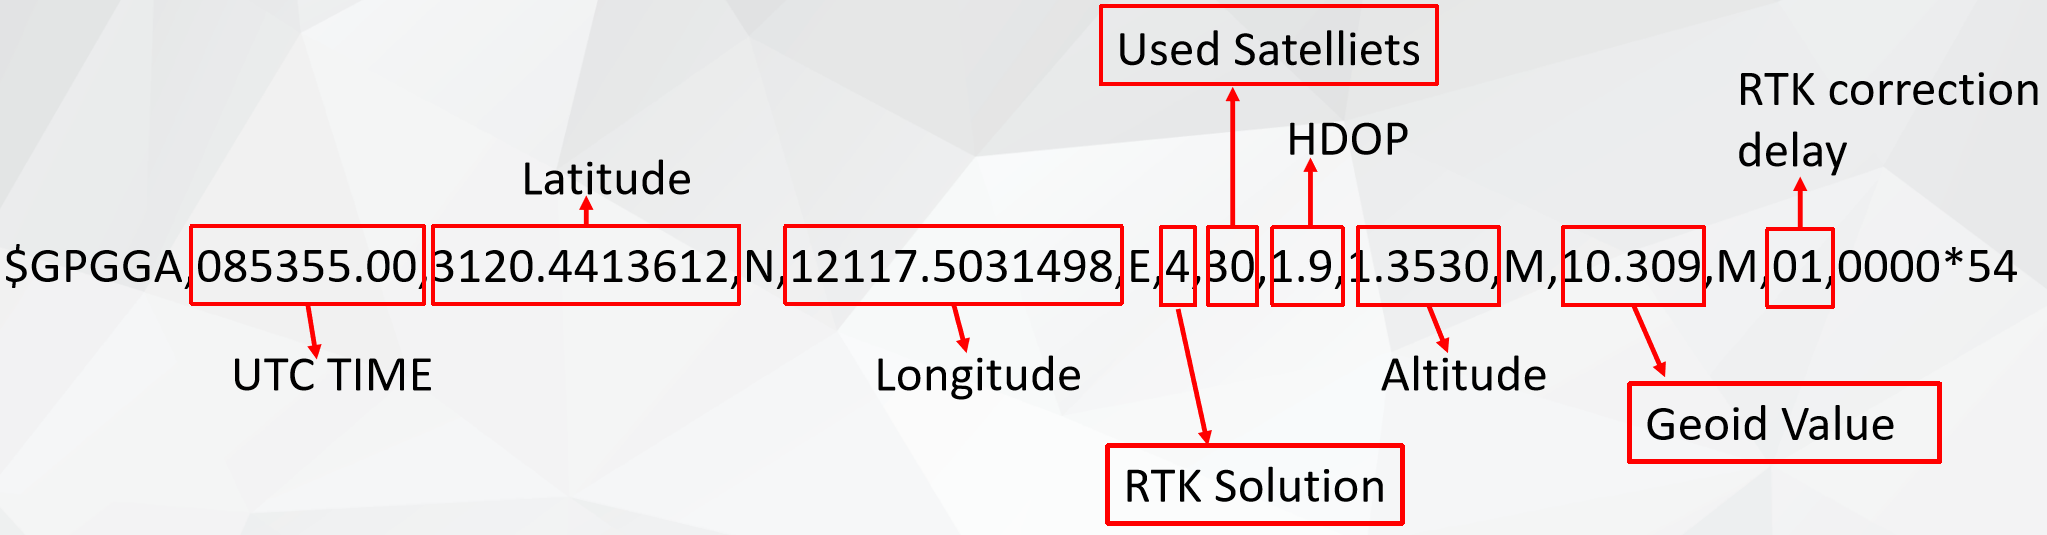 Used Satelliets
RTK correction
delay
HDOP
Latitude
$GPGGA,085355.00,3120.4413612,N,12117.5031498,E,4,30,1.9,1.3530,M,10.309,M,01,0000*54
UTC TIME
Longitude
Altitude
Geoid Value
RTK Solution